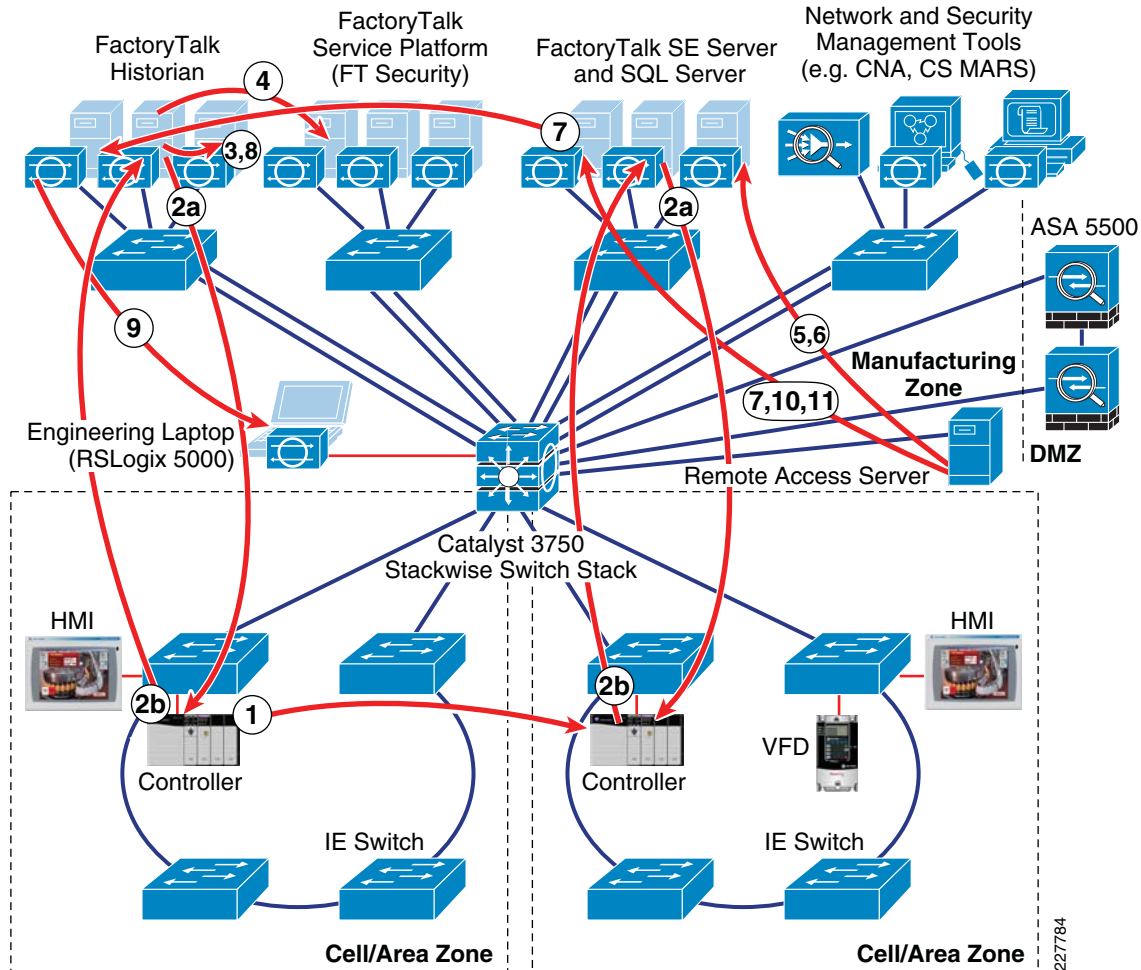 FactoryTalk
Historian
FactoryTalk
Service Platform
(FT Security)
FactoryTalk SE Server
and SQL Server
Network and Security
Management Tools
(e.g. CNA, CS MARS)
4
7
3,8
2a
2a
ASA 5500
9
5,6
Manufacturing
Zone
7,10,11
Engineering Laptop
(RSLogix 5000)
Remote Access Server
DMZ
Catalyst 3750
Stackwise Switch Stack
HMI
HMI
2b
1
2b
Controller
Controller
VFD
IE Switch
IE Switch
Cell/Area Zone
Cell/Area Zone
227784